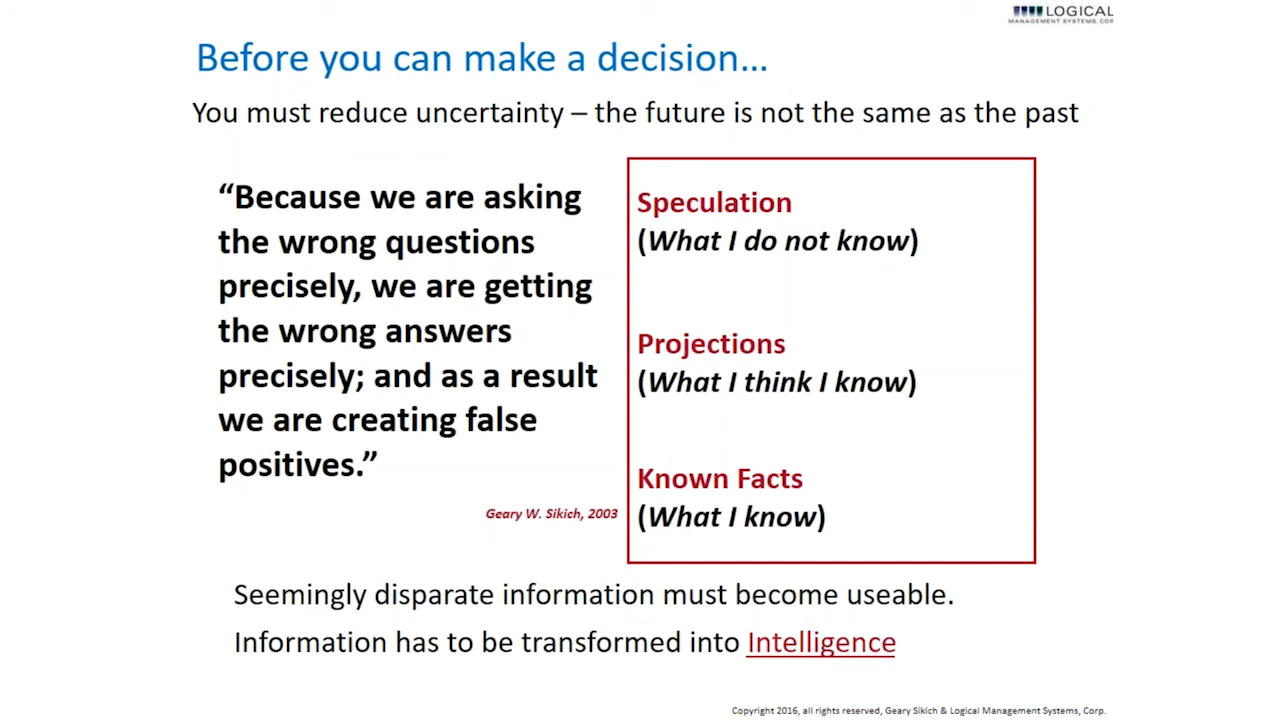 LOGICAL
MANAGEMENT SYSTEMS, COR
Before you can make a decision...
You must reduce uncertainty – the future is not the same as the past
“Because we are asking
the wrong questions
precisely, we are getting
the wrong answers
precisely; and as a result
we are creating false
positives.”
Geary W. Sikich, 2003
Speculation
(What I do not know)
Projections
(What I think I know)
Known Facts
(What I know)
Seemingly disparate information must become useable.
Information has to be transformed into Intelligence
Copyright 2016, all rights reserved, Geary Sikich & Logical Management Systems, Corp.